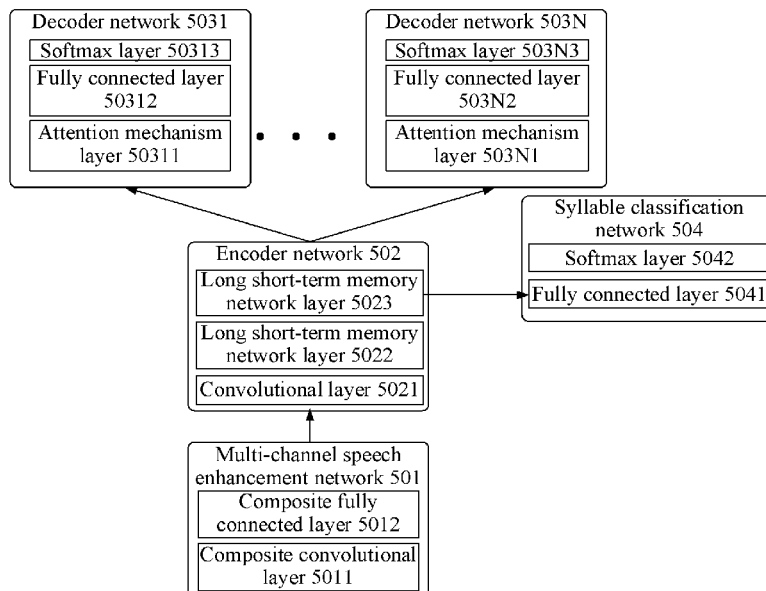 Decoder network 5031
Softmax layer 50313
Fully connected layer
50312
Attention mechanism
layer 50311
Decoder network 503N
Softmax layer 503N3
Fully connected layer
503N2
Attention mechanism
layer 503N1
Syllable classification
network 504
Softmax layer 5042
Fully connected layer 5041
Encoder network 502
Long short-term memory
network layer 5023
Long short-term memory
network layer 5022
Convolutional layer 5021
Multi-channel speech
enhancement network 501
Composite fully
connected layer 5012
Composite convolutional
layer 5011